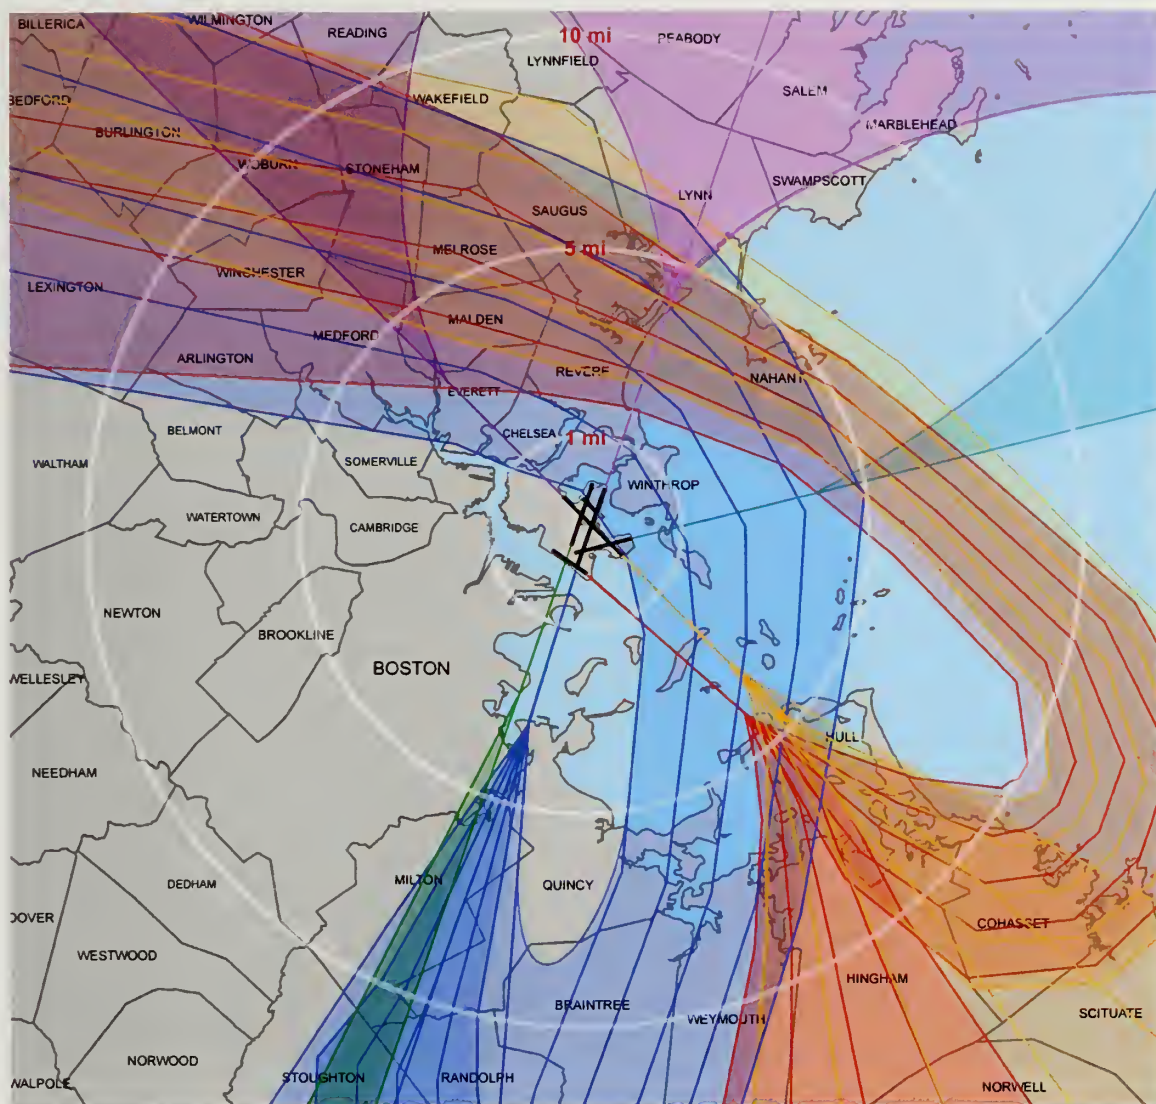 BILLERICA
WILMINGTON
READING
10 mi
PEABODY
LYNNFIELD
SALEM
BEDFORD
WAKEFIELD
MARBLEHEAD
BURLINGTON
WOBURN
STONEHAM
SWAMPSCOTT
LYNN
SAUGUS
MELROSE
5 mi
WINCHESTER
LEXINGTON
MALDEN
MEDFORD
ARLINGTON
REVERE
NAHANT
EVERETT
BELMONT
CHELSEA
1 mi
WALTHAM
SOMERVILLE
WINTHROP
WATERTOWN
CAMBRIDGE
NEWTON
BROOKLINE
BOSTON
WELLESLEY
HULL
NEEDHAM
DEDHAM
MILTON
QUINCY
DOVER
COHASSET
WESTWOOD
HINGHAM
BRAINTREE
WEYMOUTH
SCITUATE
NORWOOD
STOUGHTON
RANDOLPH
WALPOLE
NORWELL